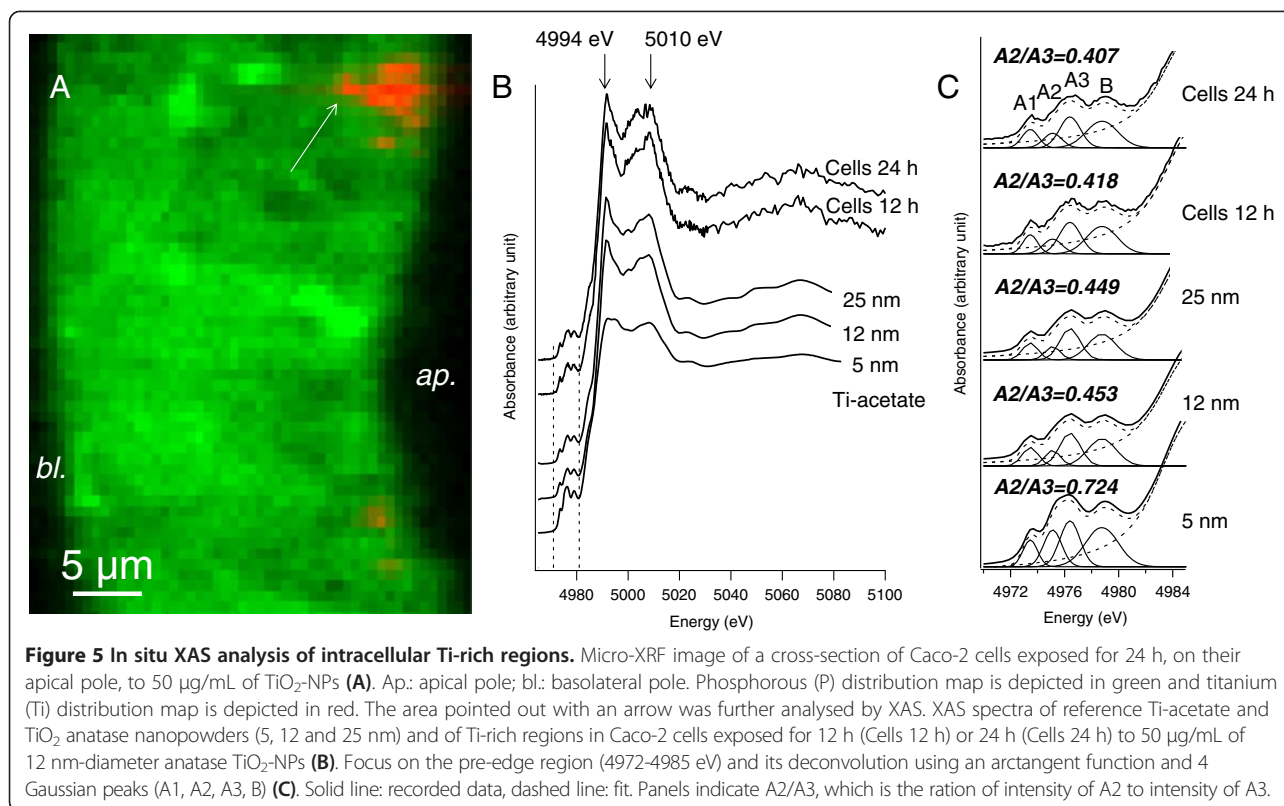 A
ap.
bl.
5 µm
B
4994 eV
5010 eV
Absorbance (arbitrary unit)
Cells 24 h
Cells 12 h
25 nm
12 nm
5 nm
Ti-acetate
4980 5000 5020 5040 5060 5080 5100
Energy (eV)
C
Absorbance (arbitrary unit)
A2/A3=0.407
A1 A2 A3 B
Cells 24 h
A2/A3=0.418
Cells 12 h
A2/A3=0.449
25 nm
A2/A3=0.453
12 nm
A2/A3=0.724
5 nm
4972 4976 4980 4984
Energy (eV)
Figure 5 In situ XAS analysis of intracellular Ti-rich regions. Micro-XRF image of a cross-section of Caco-2 cells exposed for 24 h, on their
apical pole, to 50 µg/mL of TiO₂-NPs (A). Ap.: apical pole; bl.: basolateral pole. Phosphorous (P) distribution map is depicted in green and titanium
(Ti) distribution map is depicted in red. The area pointed out with an arrow was further analysed by XAS. XAS spectra of reference Ti-acetate and
TiO₂ anatase nanopowders (5, 12 and 25 nm) and of Ti-rich regions in Caco-2 cells exposed for 12 h (Cells 12 h) or 24 h (Cells 24 h) to 50 µg/mL of
12 nm-diameter anatase TiO₂-NPs (B). Focus on the pre-edge region (4972-4985 eV) and its deconvolution using an arctangent function and 4
Gaussian peaks (A1, A2, A3, B) (C). Solid line: recorded data, dashed line: fit. Panels indicate A2/A3, which is the ration of intensity of A2 to intensity of A3.